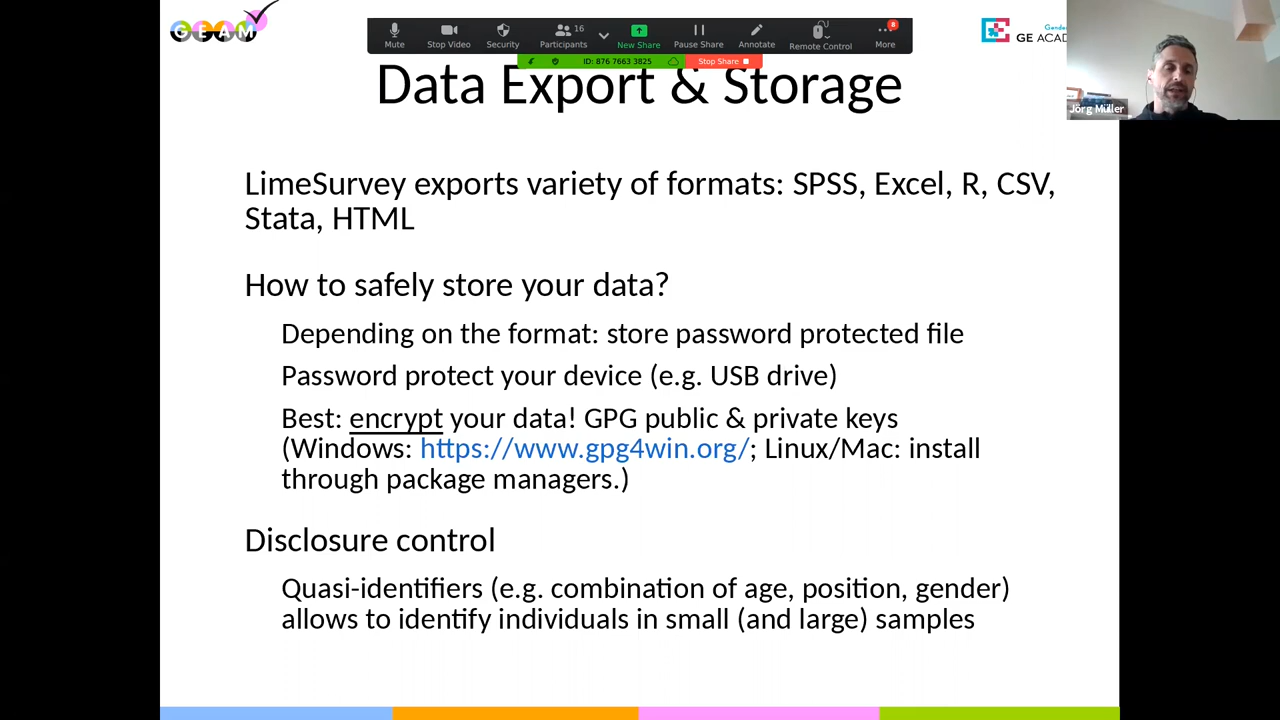 GEAM
Mute
Stop Video
Security
16
Participants
New Share
Pause Share
Annotate
Remote Control
8
More
ID: 876 7663 3825
Stop Share
Gende
GE ACAD
Jörg Müller
Data Export & Storage
LimeSurvey exports variety of formats: SPSS, Excel, R, CSV,
Stata, HTML
How to safely store your data?
Depending on the format: store password protected file
Password protect your device (e.g. USB drive)
Best: encrypt your data! GPG public & private keys
(Windows: https://www.gpg4win.org/; Linux/Mac: install
through package managers.)
Disclosure control
Quasi-identifiers (e.g. combination of age, position, gender)
allows to identify individuals in small (and large) samples